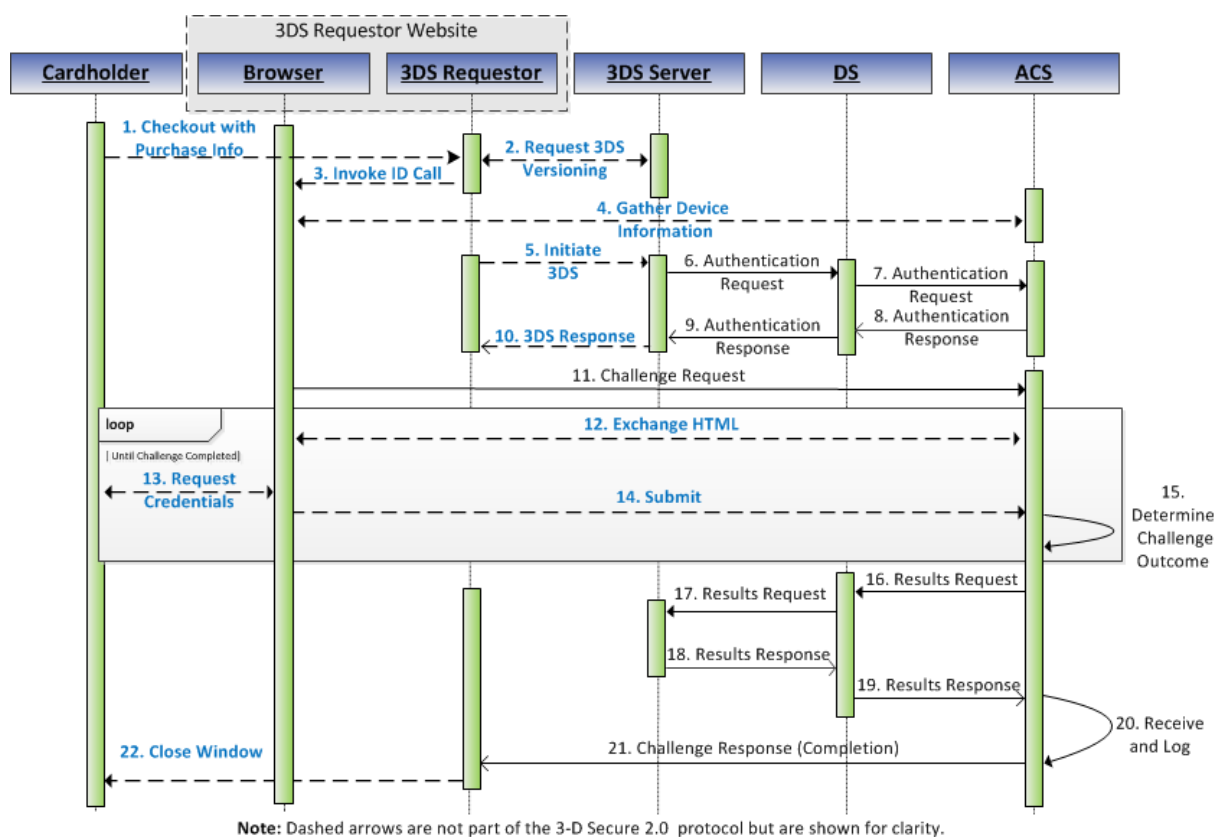 3DS Requestor Website
Cardholder
Browser
3DS Requestor
3DS Server
DS
ACS
1. Checkout with
Purchase Info
2. Request 3DS
Versioning
3. Invoke ID Call
4. Gather Device
Information
5. Initiate
3DS
6. Authentication
Request
7. Authentication
Request
8. Authentication
Response
9. Authentication
Response
10. 3DS Response
11. Challenge Request
loop
[ Until Challenge Completed]
12. Exchange HTML
13. Request
Credentials
14. Submit
15.
Determine
Challenge
Outcome
16. Results Request
17. Results Request
18. Results Response
19. Results Response
20. Receive
and Log
21. Challenge Response (Completion)
22. Close Window
Note: Dashed arrows are not part of the 3-D Secure 2.0 protocol but are shown for clarity.